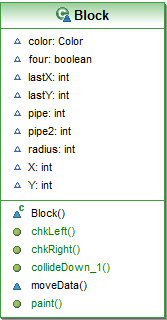 Block
color: Color
four: boolean
lastX: int
lastY: int
pipe: int
pipe2: int
radius: int
X: int
Y: int
Block()
chkLeft()
chkRight()
collideDown_1()
moveData()
paint()